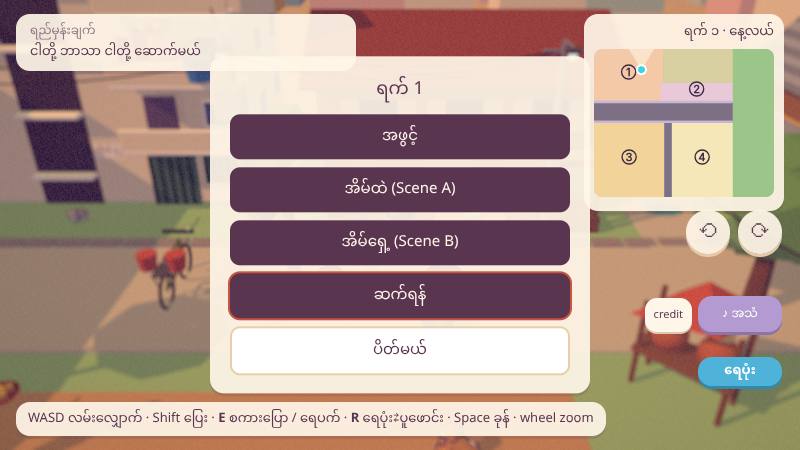 ရည်မှန်းချက်
ငါတို့ ဘာသာ ငါတို့ ဆောက်မယ်
ရက် ၁ · နေ့လယ်
①
②
③
④
ရက် 1
အဖွင့်
အိမ်ထဲ (Scene A)
အိမ်ရှေ့ (Scene B)
ဆက်ရန်
ပိတ်မယ်
credit
♪ အသံ
ရေပုံး
WASD လမ်းလျှောက် · Shift ပြေး · E စကားပြော / ရေပက် · R ရေပုံး⇄ပူဖောင်း · Space ခုန် · wheel zoom